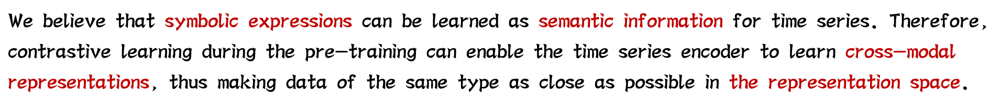 We believe that symbolic expressions can be learned as semantic information for time series. Therefore,
contrastive learning during the pre-training can enable the time series encoder to learn cross-modal
representations, thus making data of the same type as close as possible in the representation space.